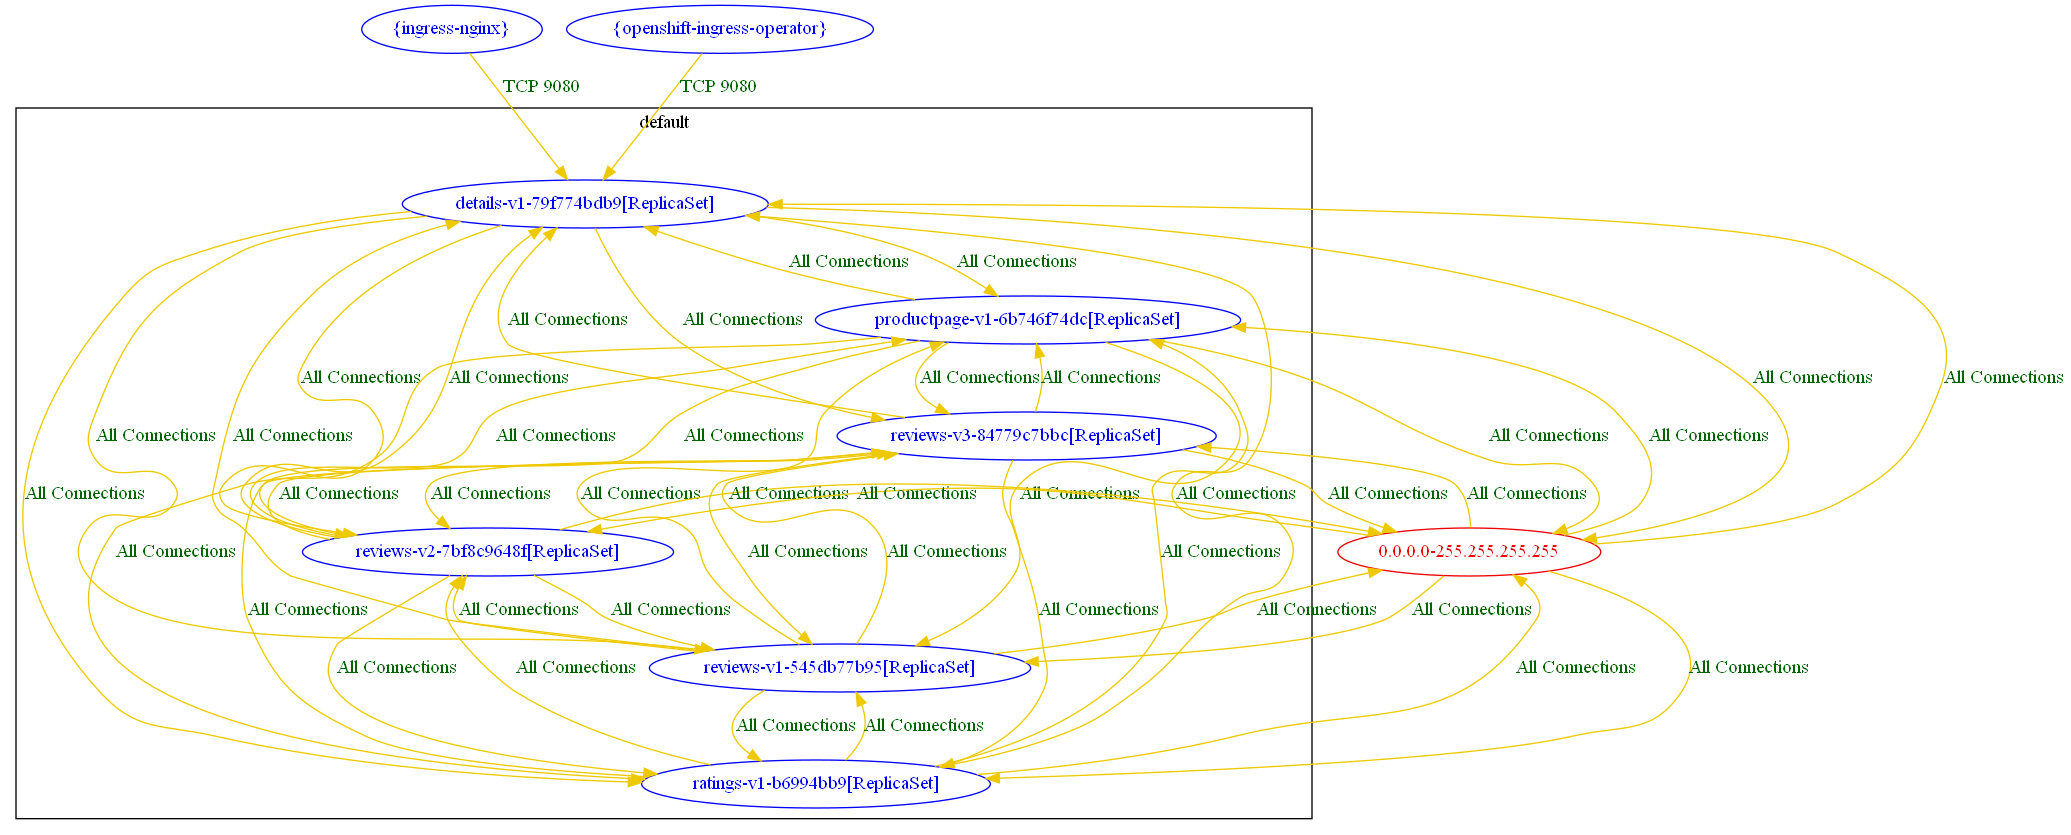 {ingress-nginx}
{openshift-ingress-operator}
TCP 9080
TCP 9080
default
details-v1-79f774bdb9[ReplicaSet]
All Connections
All Connections
productpage-v1-6b746f74dc[ReplicaSet]
All Connections
All Connections
All Connections
All Connections
All Connections
All Connections
All Connections
All Connections
All Connections
All Connections
All Connections
All Connections
All Connections
reviews-v3-84779c7bbc[ReplicaSet]
All Connections
All Connections
All Connections
All Connections
All Connections
All Connections
All Connections
All Connections
All Connections
All Connections
All Connections
All Connections
All Connections
reviews-v2-7bf8c9648f[ReplicaSet]
All Connections
All Connections
All Connections
0.0.0.0-255.255.255.255
All Connections
All Connections
All Connections
All Connections
All Connections
All Connections
All Connections
All Connections
reviews-v1-545db77b95[ReplicaSet]
All Connections
All Connections
All Connections
All Connections
ratings-v1-b6994bb9[ReplicaSet]